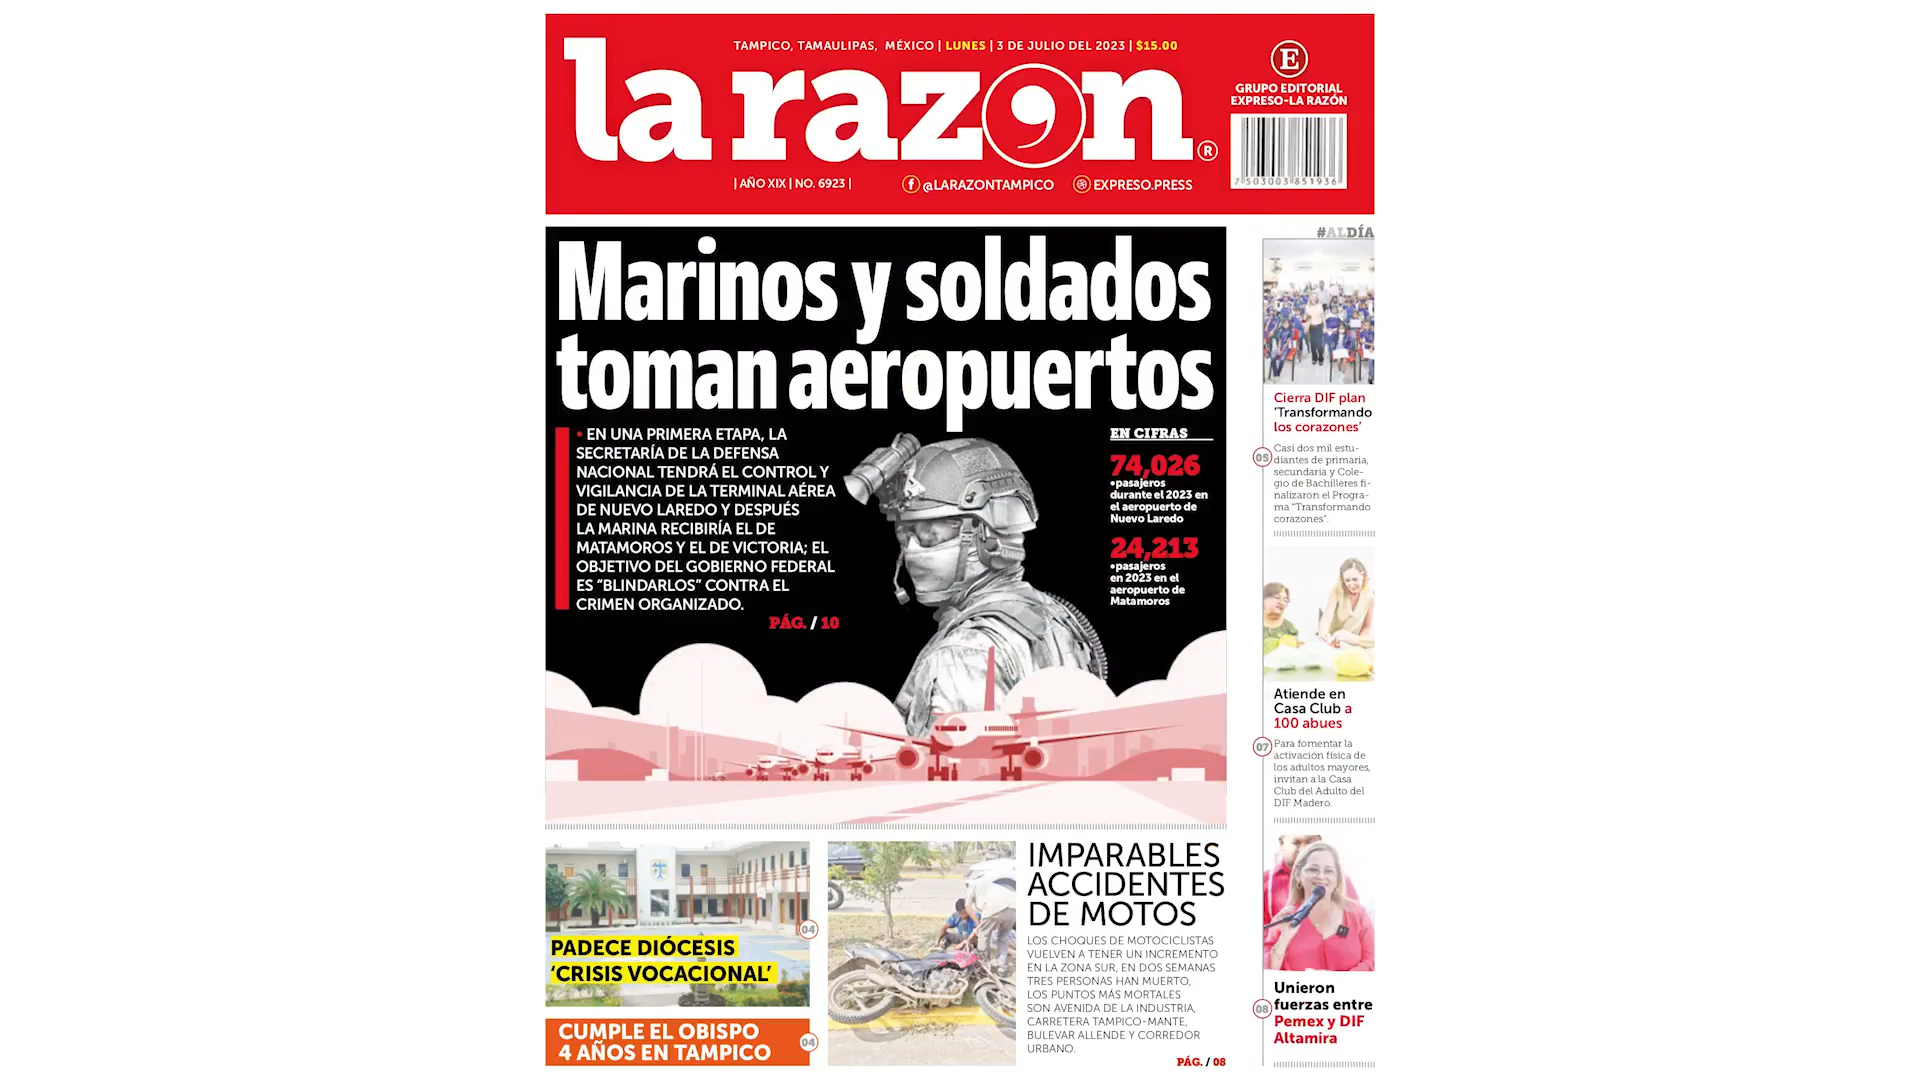 TAMPICO, TAMAULIPAS, MÉXICO | LUNES | 3 DE JULIO DEL 2023 | $15.00
la razón
®
| AÑO XIX | NO. 6923 |
@LARAZONTAMPICO
EXPRESO.PRESS
E
GRUPO EDITORIAL
EXPRESO-LA RAZÓN
7 503003 851936
Marinos y soldados
toman aeropuertos
• EN UNA PRIMERA ETAPA, LA
SECRETARÍA DE LA DEFENSA
NACIONAL TENDRÁ EL CONTROL Y
VIGILANCIA DE LA TERMINAL AÉREA
DE NUEVO LAREDO Y DESPUÉS
LA MARINA RECIBIRÍA EL DE
MATAMOROS Y EL DE VICTORIA; EL
OBJETIVO DEL GOBIERNO FEDERAL
ES “BLINDARLOS” CONTRA EL
CRIMEN ORGANIZADO.
PÁG. / 10
EN CIFRAS
74,026
•pasajeros
durante el 2023 en
el aeropuerto de
Nuevo Laredo
24,213
•pasajeros
en 2023 en el
aeropuerto de
Matamoros
#ALDÍA
Cierra DIF plan
‘Transformando
los corazones’
05
Casi dos mil estu-
diantes de primaria,
secundaria y Cole-
gio de Bachilleres fi-
nalizaron el Progra-
ma “Transformando
corazones”.
Atiende en
Casa Club a
100 abues
07
Para fomentar la
activación física de
los adultos mayores,
invitan a la Casa
Club del Adulto del
DIF Madero.
Unieron
fuerzas entre
Pemex y DIF
Altamira
08
PADECE DIÓCESIS
‘CRISIS VOCACIONAL’
04
CUMPLE EL OBISPO
4 AÑOS EN TAMPICO
04
IMPARABLES
ACCIDENTES
DE MOTOS
LOS CHOQUES DE MOTOCICLISTAS
VUELVEN A TENER UN INCREMENTO
EN LA ZONA SUR, EN DOS SEMANAS
TRES PERSONAS HAN MUERTO,
LOS PUNTOS MÁS MORTALES
SON AVENIDA DE LA INDUSTRIA,
CARRETERA TAMPICO-MANTE,
BULEVAR ALLENDE Y CORREDOR
URBANO.
PÁG. / 08